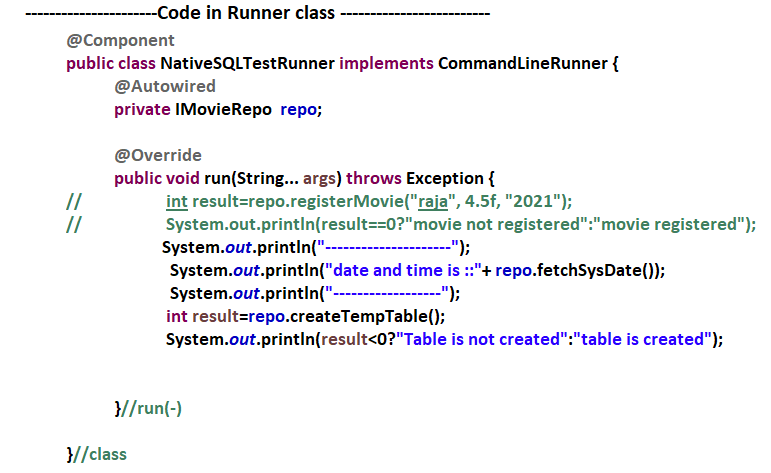 ----------------------Code in Runner class -------------------------
@Component
public class NativeSQLTestRunner implements CommandLineRunner {
@Autowired
private IMovieRepo repo;
@Override
public void run(String... args) throws Exception {
// int result=repo.registerMovie("raja", 4.5f, "2021");
// System.out.println(result==0?"movie not registered":"movie registered");
System.out.println("---------------------");
System.out.println("date and time is ::"+ repo.fetchSysDate());
System.out.println("------------------");
int result=repo.createTempTable();
System.out.println(result<0?"Table is not created":"table is created");
}//run(-)
}//class